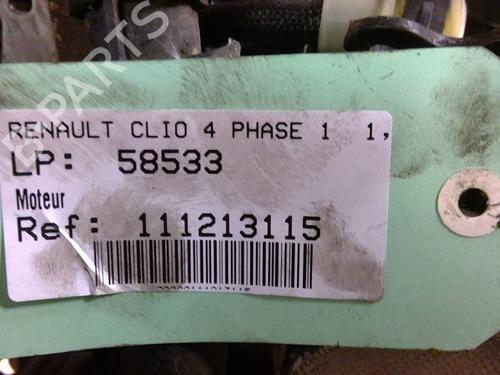 B-PARTS
RENAULT CLIO 4 PHASE 1 1,
LP: 58533
Moteur
Ref: 111213115